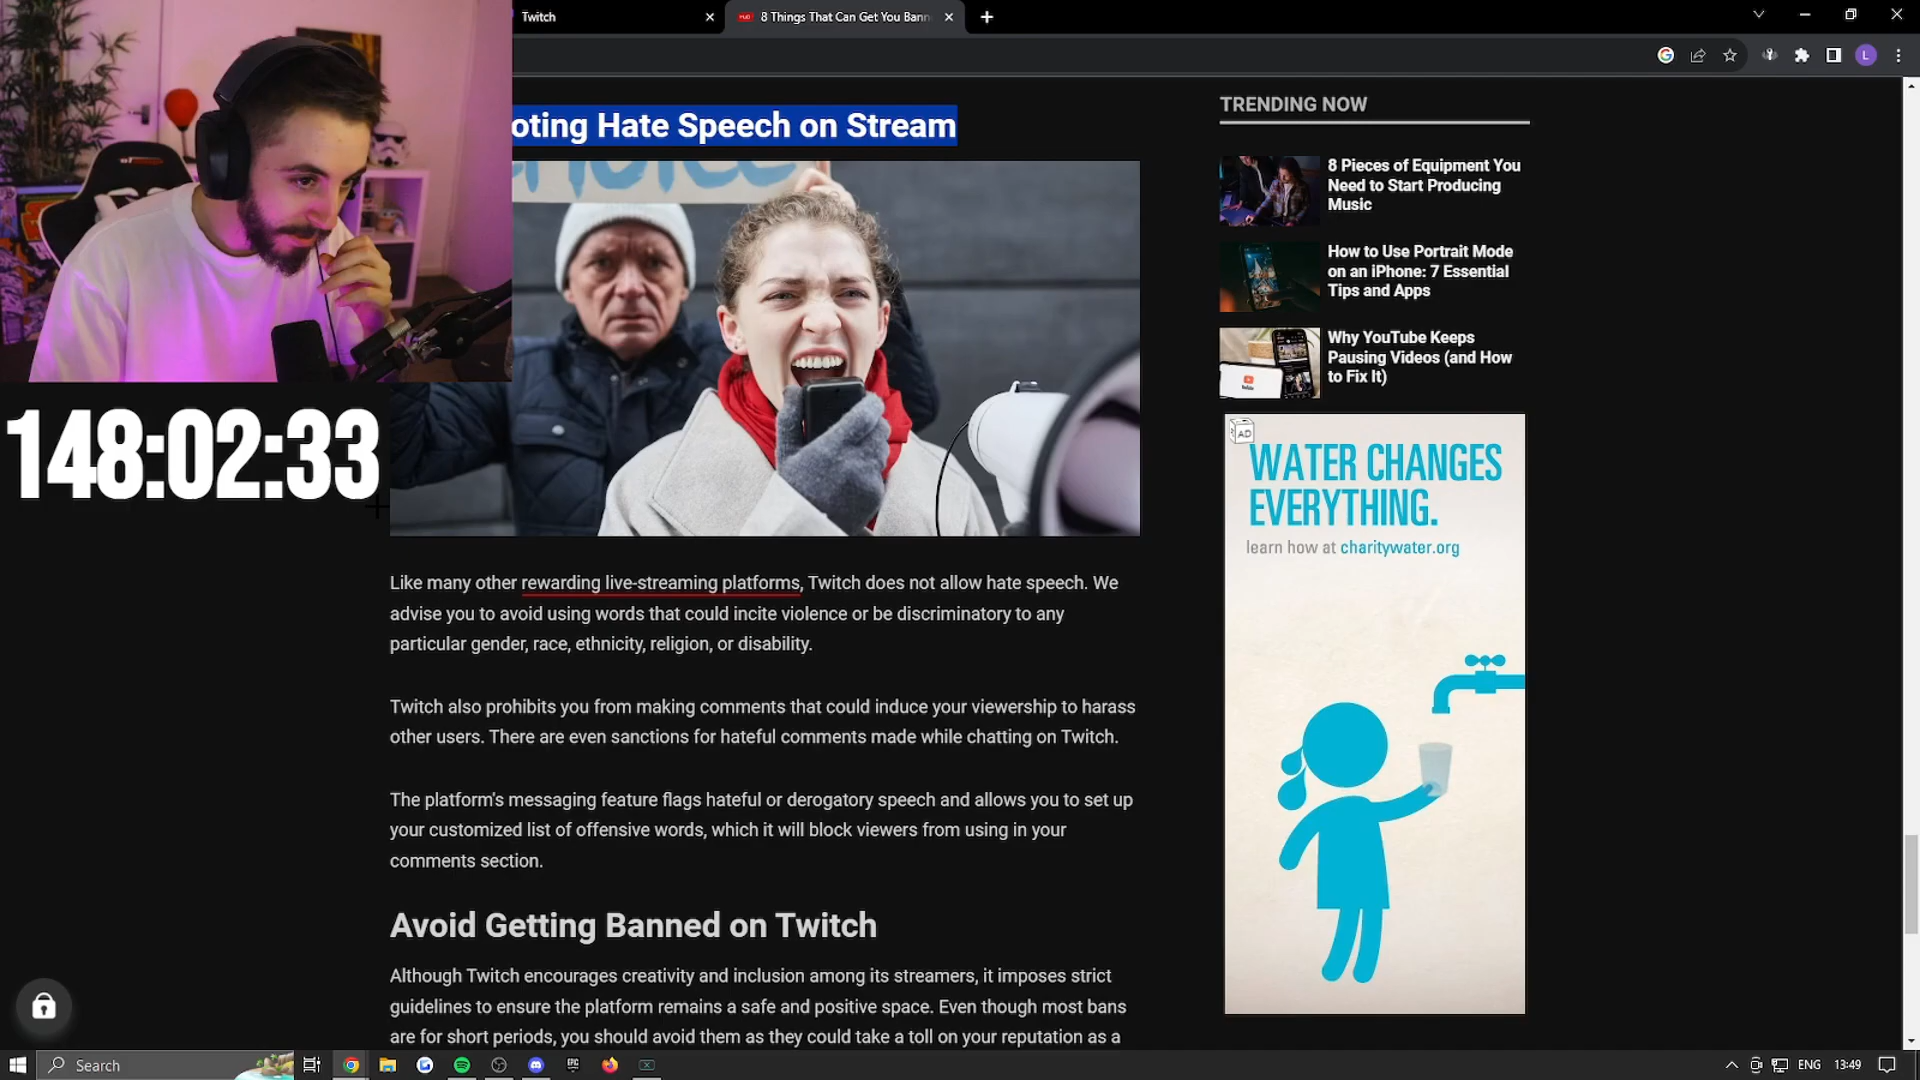 Twitch
8 Things That Can Get You Bann
L
oting Hate Speech on Stream
148:02:33
Like many other rewarding live-streaming platforms, Twitch does not allow hate speech. We
advise you to avoid using words that could incite violence or be discriminatory to any
particular gender, race, ethnicity, religion, or disability.
Twitch also prohibits you from making comments that could induce your viewership to harass
other users. There are even sanctions for hateful comments made while chatting on Twitch.
The platform's messaging feature flags hateful or derogatory speech and allows you to set up
your customized list of offensive words, which it will block viewers from using in your
comments section.
Avoid Getting Banned on Twitch
Although Twitch encourages creativity and inclusion among its streamers, it imposes strict
guidelines to ensure the platform remains a safe and positive space. Even though most bans
are for short periods, you should avoid them as they could take a toll on your reputation as a
TRENDING NOW
8 Pieces of Equipment You
Need to Start Producing
Music
How to Use Portrait Mode
on an iPhone: 7 Essential
Tips and Apps
Why YouTube Keeps
Pausing Videos (and How
to Fix It)
AD
WATER CHANGES
EVERYTHING.
learn how at charitywater.org
Search
EPIC
ENG
13:49